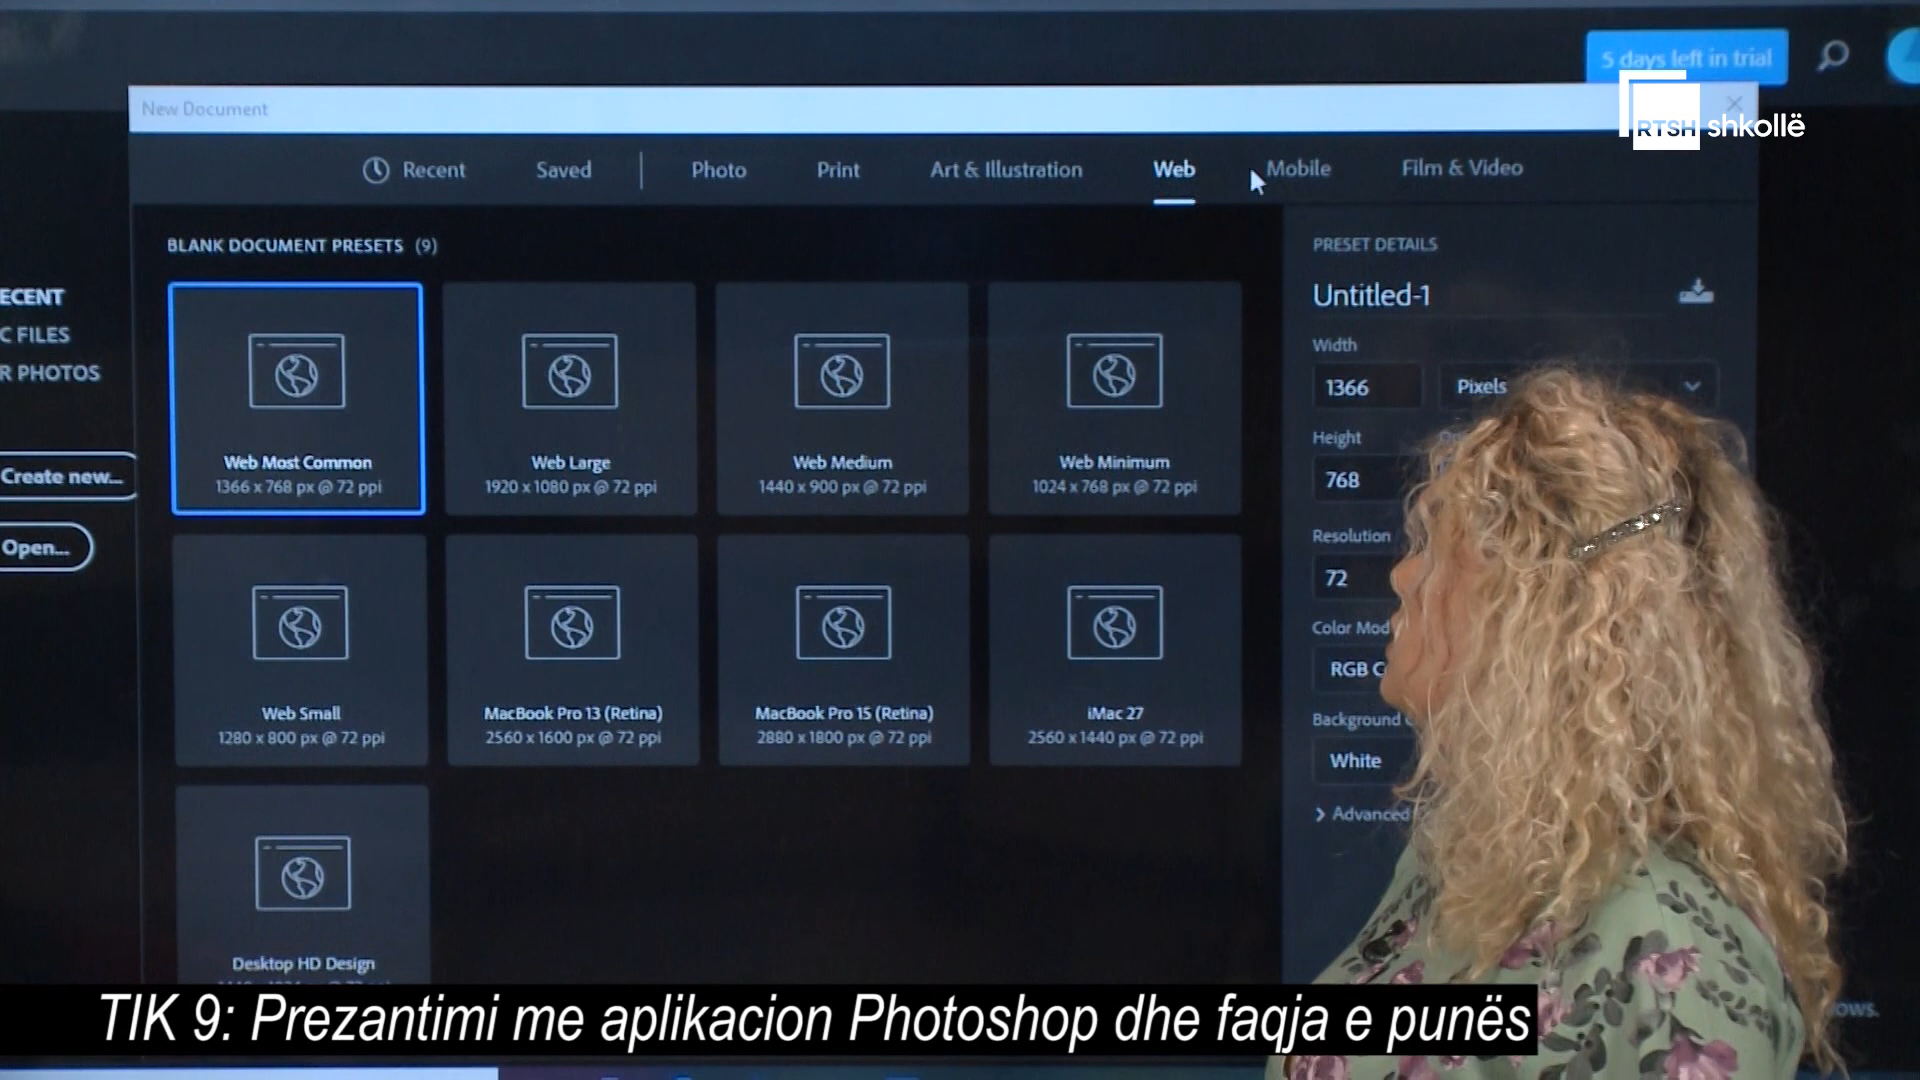 5 days left in trial
RTSH shkollë
New Document
Recent
Saved
Photo
Print
Art & Illustration
Web
Mobile
Film & Video
BLANK DOCUMENT PRESETS (9)
Web Most Common
1366 x 768 px @ 72 ppi
Web Large
1920 x 1080 px @ 72 ppi
Web Medium
1440 x 900 px @ 72 ppi
Web Minimum
1024 x 768 px @ 72 ppi
Web Small
1280 x 800 px @ 72 ppi
MacBook Pro 13 (Retina)
2560 x 1600 px @ 72 ppi
MacBook Pro 15 (Retina)
2880 x 1800 px @ 72 ppi
iMac 27
2560 x 1440 px @ 72 ppi
Desktop HD Design
PRESET DETAILS
Untitled-1
Width
1366
Pixels
Height
768
Resolution
72
Color Mod
RGB C
Background
White
Advanced
ECENT
C FILES
R PHOTOS
Create new...
Open...
TIK 9: Prezantimi me aplikacion Photoshop dhe faqja e punës